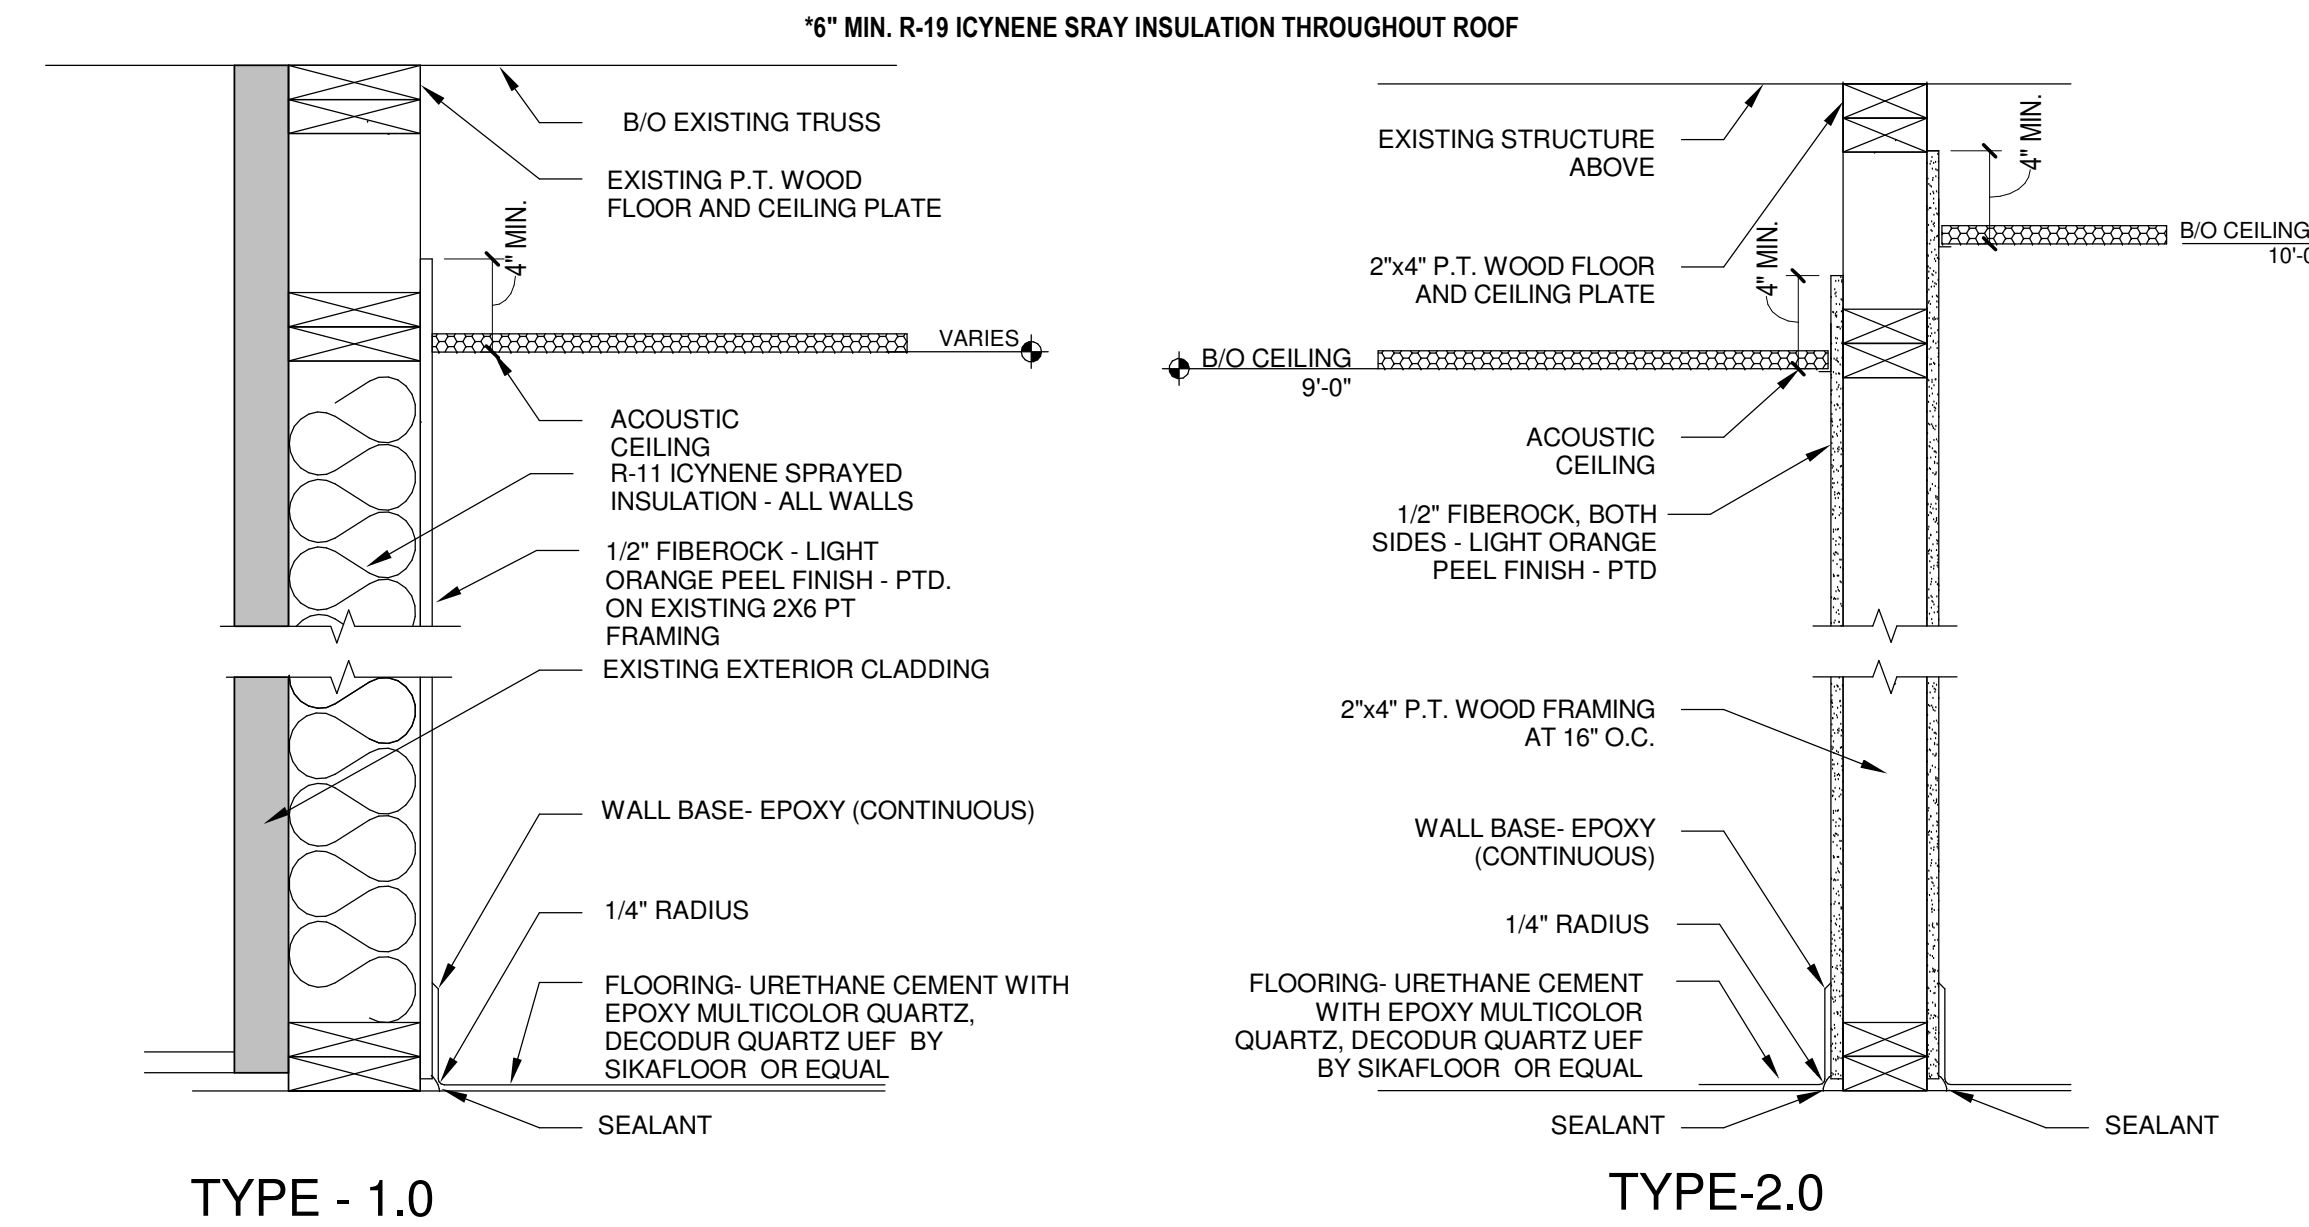 *6" MIN. R-19 ICYNENE SRAY INSULATION THROUGHOUT ROOF
B/O EXISTING TRUSS
EXISTING P.T. WOOD
FLOOR AND CEILING PLATE
4" MIN.
VARIES
ACOUSTIC
CEILING
R-11 ICYNENE SPRAYED
INSULATION - ALL WALLS
1/2" FIBEROCK - LIGHT
ORANGE PEEL FINISH - PTD.
ON EXISTING 2X6 PT
FRAMING
EXISTING EXTERIOR CLADDING
WALL BASE- EPOXY (CONTINUOUS)
1/4" RADIUS
FLOORING- URETHANE CEMENT WITH
EPOXY MULTICOLOR QUARTZ,
DECODUR QUARTZ UEF BY
SIKAFLOOR OR EQUAL
SEALANT
TYPE - 1.0
EXISTING STRUCTURE
ABOVE
4" MIN.
B/O CEILING
10'-0
2"x4" P.T. WOOD FLOOR
AND CEILING PLATE
4" MIN.
B/O CEILING
9'-0"
ACOUSTIC
CEILING
1/2" FIBEROCK, BOTH
SIDES - LIGHT ORANGE
PEEL FINISH - PTD
2"x4" P.T. WOOD FRAMING
AT 16" O.C.
WALL BASE- EPOXY
(CONTINUOUS)
1/4" RADIUS
FLOORING- URETHANE CEMENT
WITH EPOXY MULTICOLOR
QUARTZ, DECODUR QUARTZ UEF
BY SIKAFLOOR OR EQUAL
SEALANT
SEALANT
TYPE-2.0